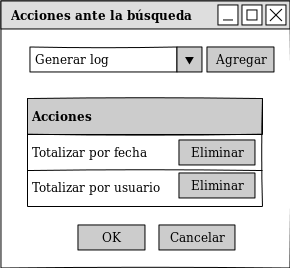 Acciones ante la búsqueda
Generar log Agregar
Acciones
Totalizar por fecha Eliminar
Totalizar por usuario Eliminar
OK Cancelar